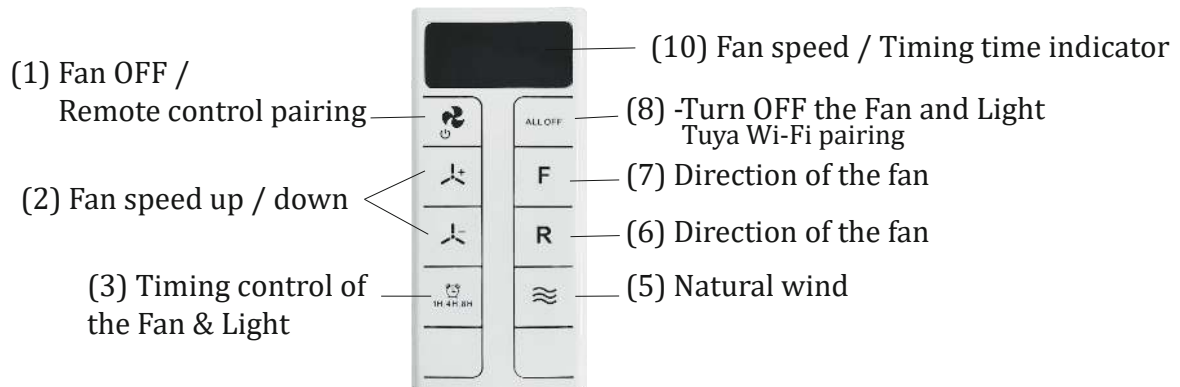 (10) Fan speed / Timing time indicator
(1) Fan OFF /
Remote control pairing
(8) -Turn OFF the Fan and Light
Tuya Wi-Fi pairing
ALL OFF
(7) Direction of the fan
F
(2) Fan speed up / down
(6) Direction of the fan
R
(3) Timing control of
the Fan & Light
1H.4H.8H
(5) Natural wind